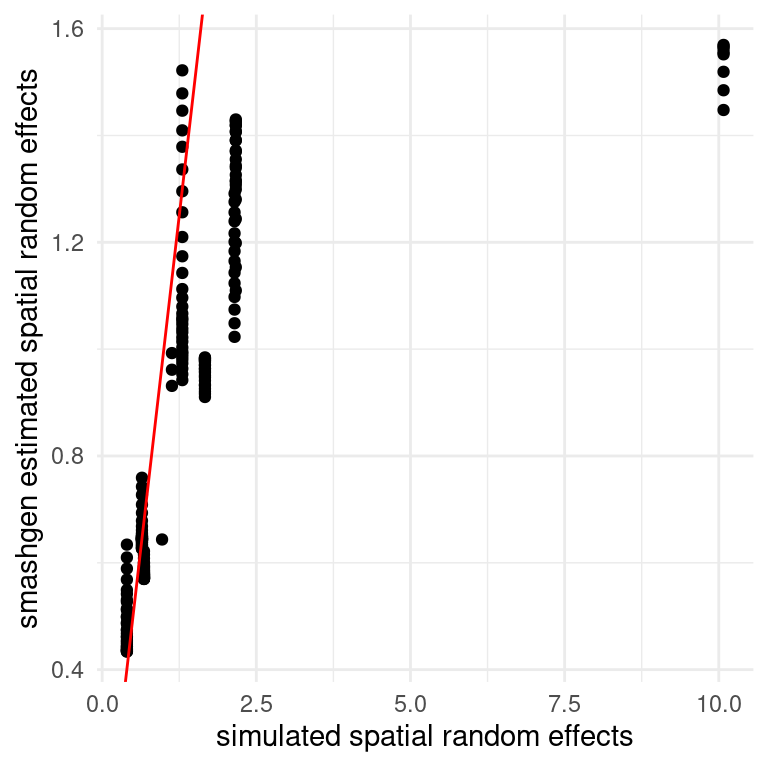 smashgen estimated spatial random effects
1.6
1.2
0.8
0.4
0.0 2.5 5.0 7.5 10.0
simulated spatial random effects